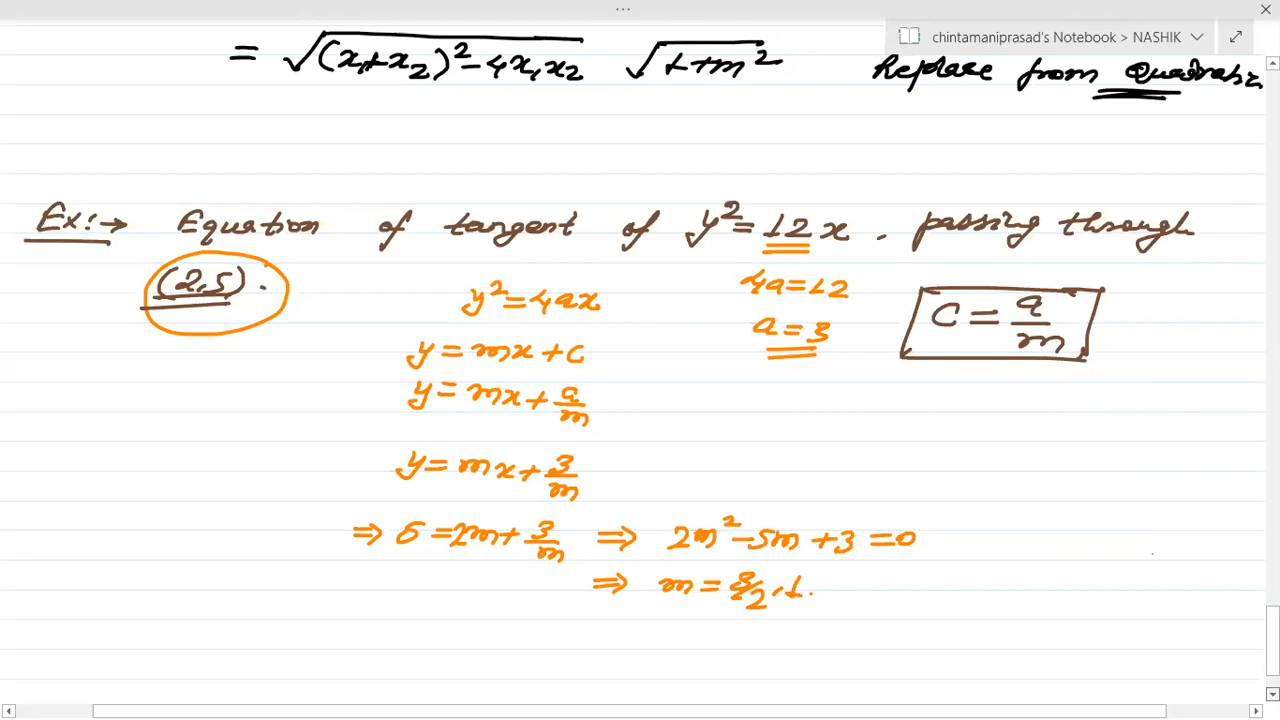 ...
chintamaniprasad's Notebook > NASHIK
= √(x₁+x₂)² - 4x₁x₂ √1+m² Replace from Quadratic
Ex:→ Equation of tangent of y² = 12x, passing through
(2,5).
y² = 4ax
4a = 12
a = 3
C = a/m
y = mx + c
y = mx + a/m
y = mx + 3/m
⇒ 5 = 2m + 3/m ⇒ 2m² - 5m + 3 = 0
⇒ m = 3/2, 1.